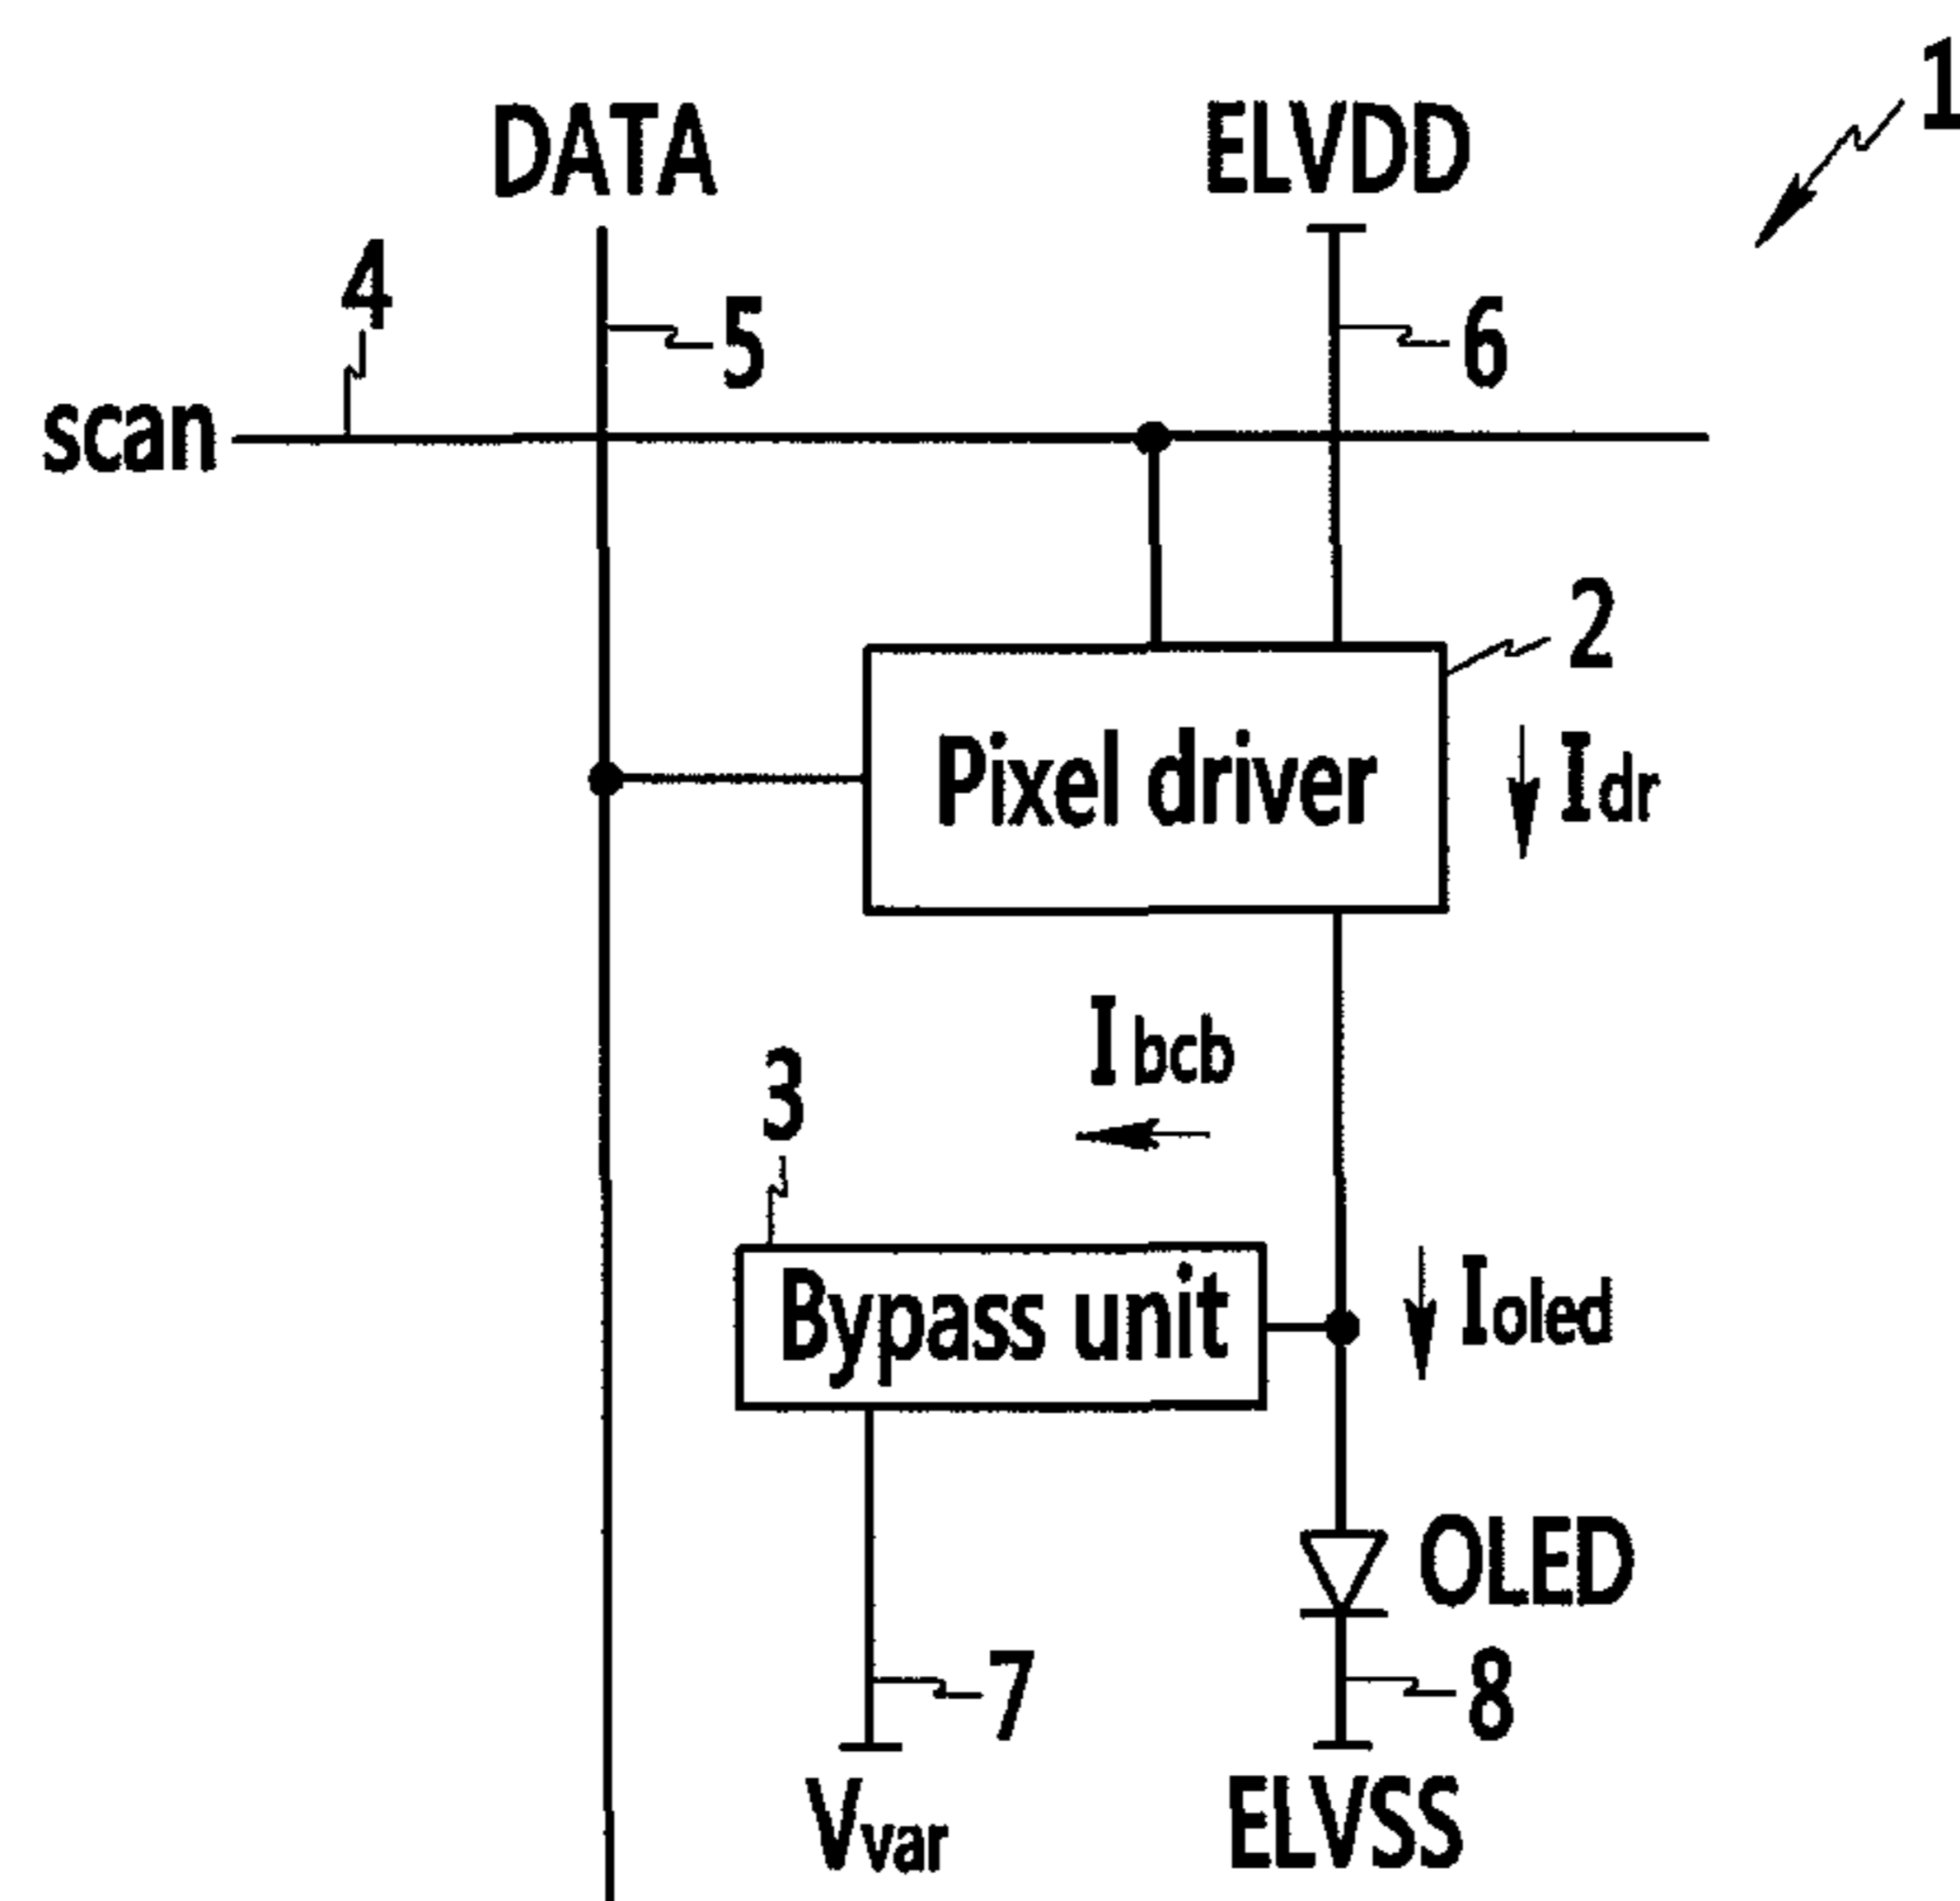 1
DATA
ELVDD
4
5
6
scan
2
Pixel driver
Idr
I bcb
3
Bypass unit
Ioled
OLED
7
8
Vvar
ELVSS